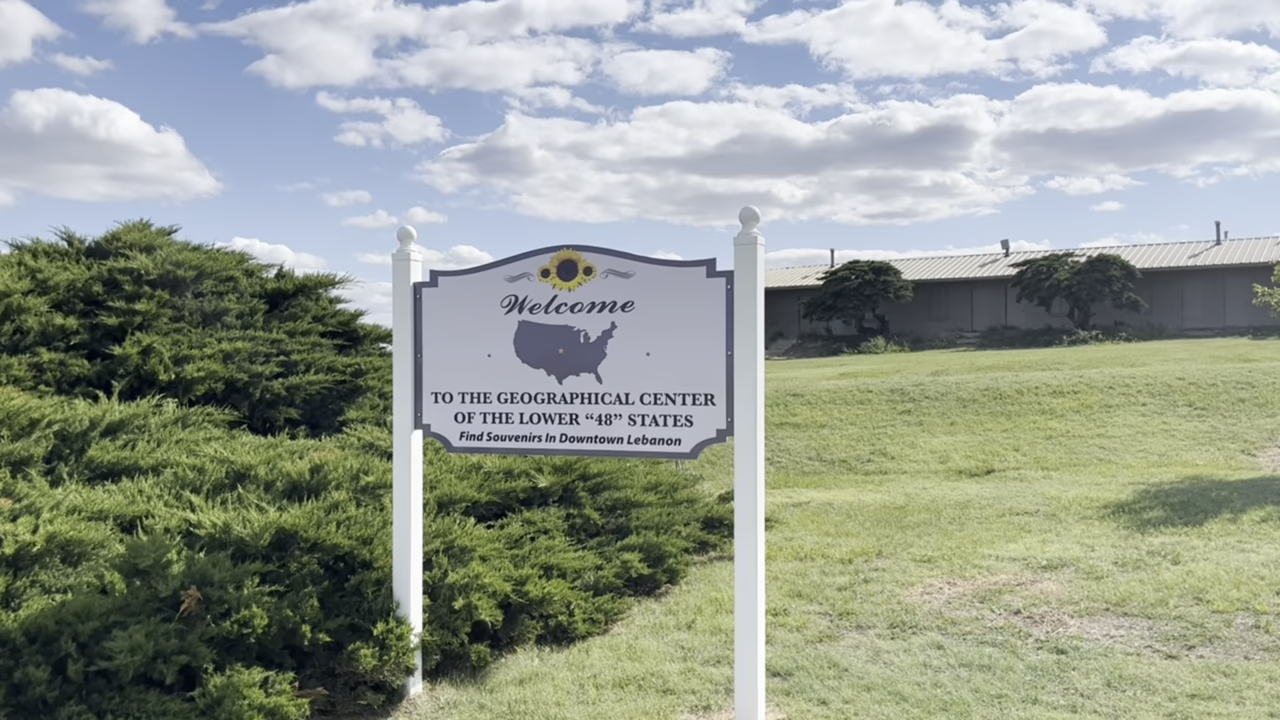 Welcome
TO THE GEOGRAPHICAL CENTER
OF THE LOWER “48” STATES
Find Souvenirs In Downtown Lebanon